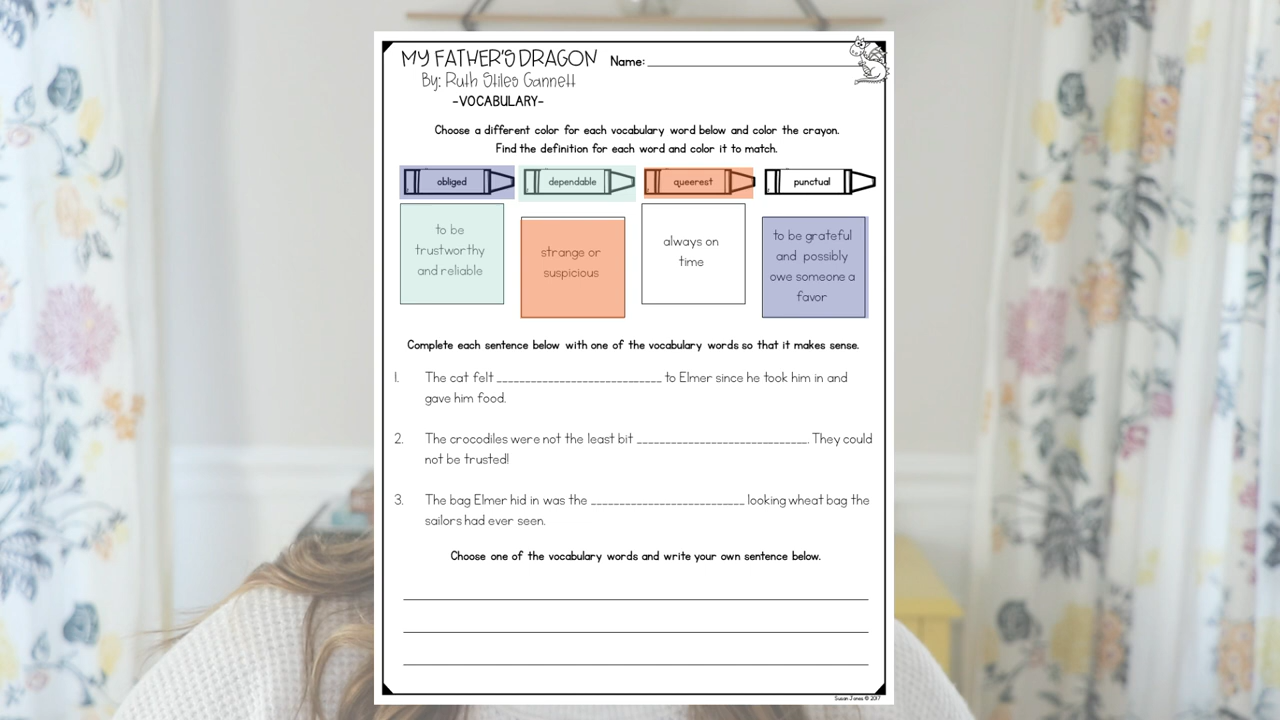 MY FATHER'S DRAGON
Name: ______________________
By: Ruth Stiles Gannett
-VOCABULARY-
Choose a different color for each vocabulary word below and color the crayon.
Find the definition for each word and color it to match.
obliged
dependable
queerest
punctual
to be
trustworthy
and reliable
strange or
suspicious
always on
time
to be grateful
and possibly
owe someone a
favor
Complete each sentence below with one of the vocabulary words so that it makes sense.
1. The cat felt ____________________________ to Elmer since he took him in and
gave him food.
2. The crocodiles were not the least bit _____________________________. They could
not be trusted!
3. The bag Elmer hid in was the __________________________ looking wheat bag the
sailors had ever seen.
Choose one of the vocabulary words and write your own sentence below.
Susan Jones © 2017